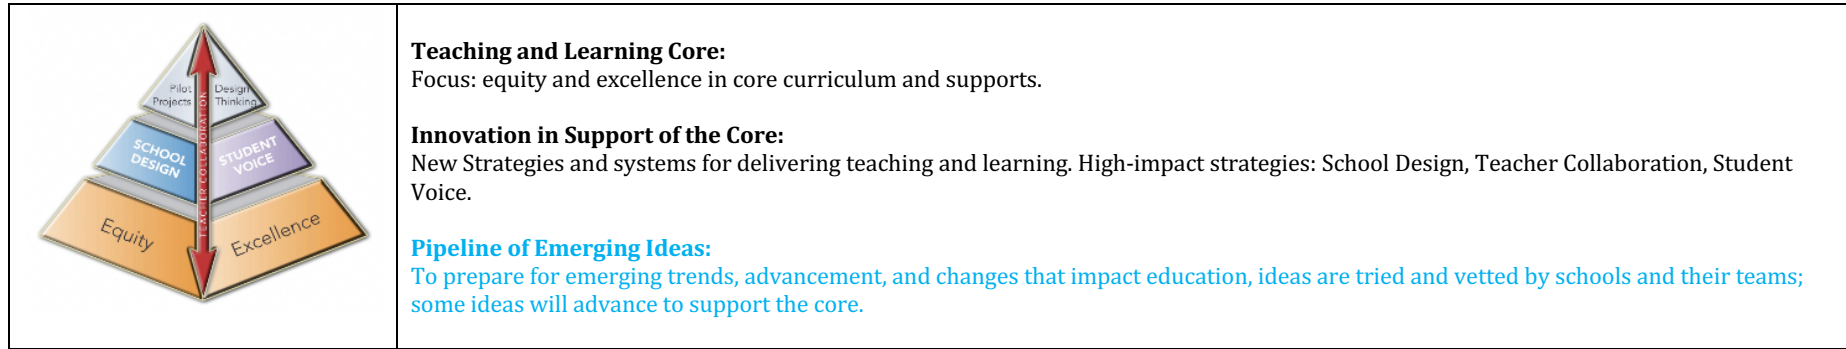 Pilot
Projects
Design
Thinking
SCHOOL
DESIGN
STUDENT
VOICE
TEACHER COLLABORATION
Equity
Excellence
Teaching and Learning Core:
Focus: equity and excellence in core curriculum and supports.
Innovation in Support of the Core:
New Strategies and systems for delivering teaching and learning. High-impact strategies: School Design, Teacher Collaboration, Student
Voice.
Pipeline of Emerging Ideas:
To prepare for emerging trends, advancement, and changes that impact education, ideas are tried and vetted by schools and their teams;
some ideas will advance to support the core.